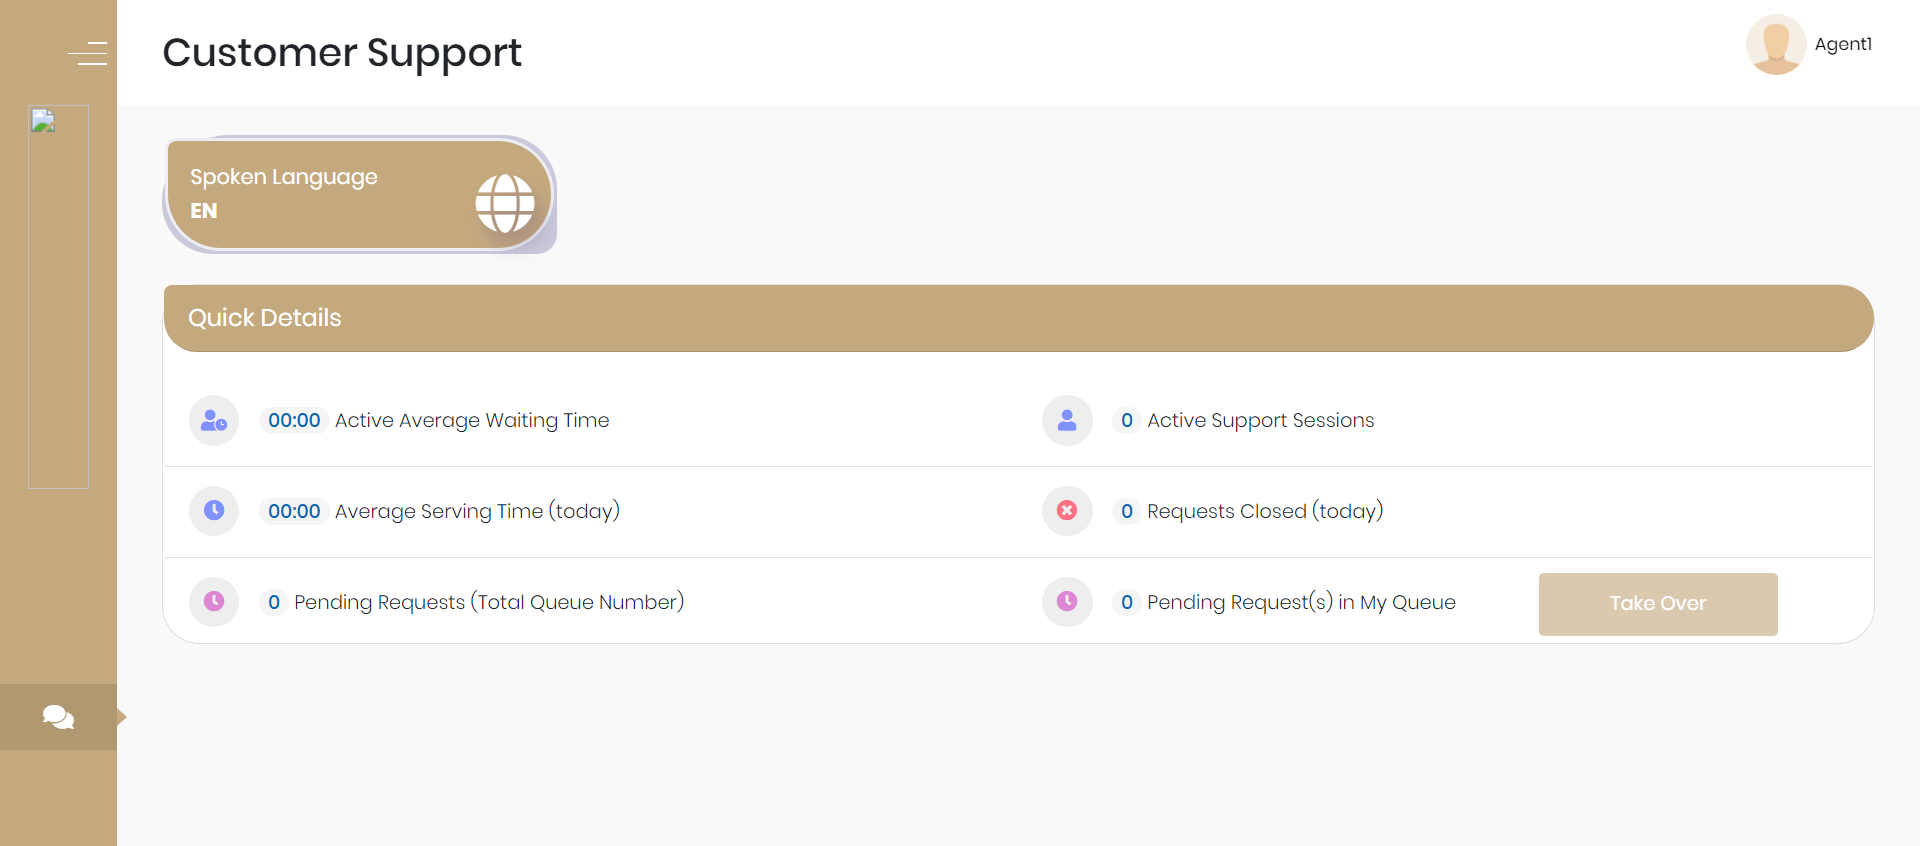 Customer Support
Agent1
Spoken Language
EN
Quick Details
00:00 Active Average Waiting Time
0 Active Support Sessions
00:00 Average Serving Time (today)
0 Requests Closed (today)
0 Pending Requests (Total Queue Number)
0 Pending Request(s) in My Queue
Take Over